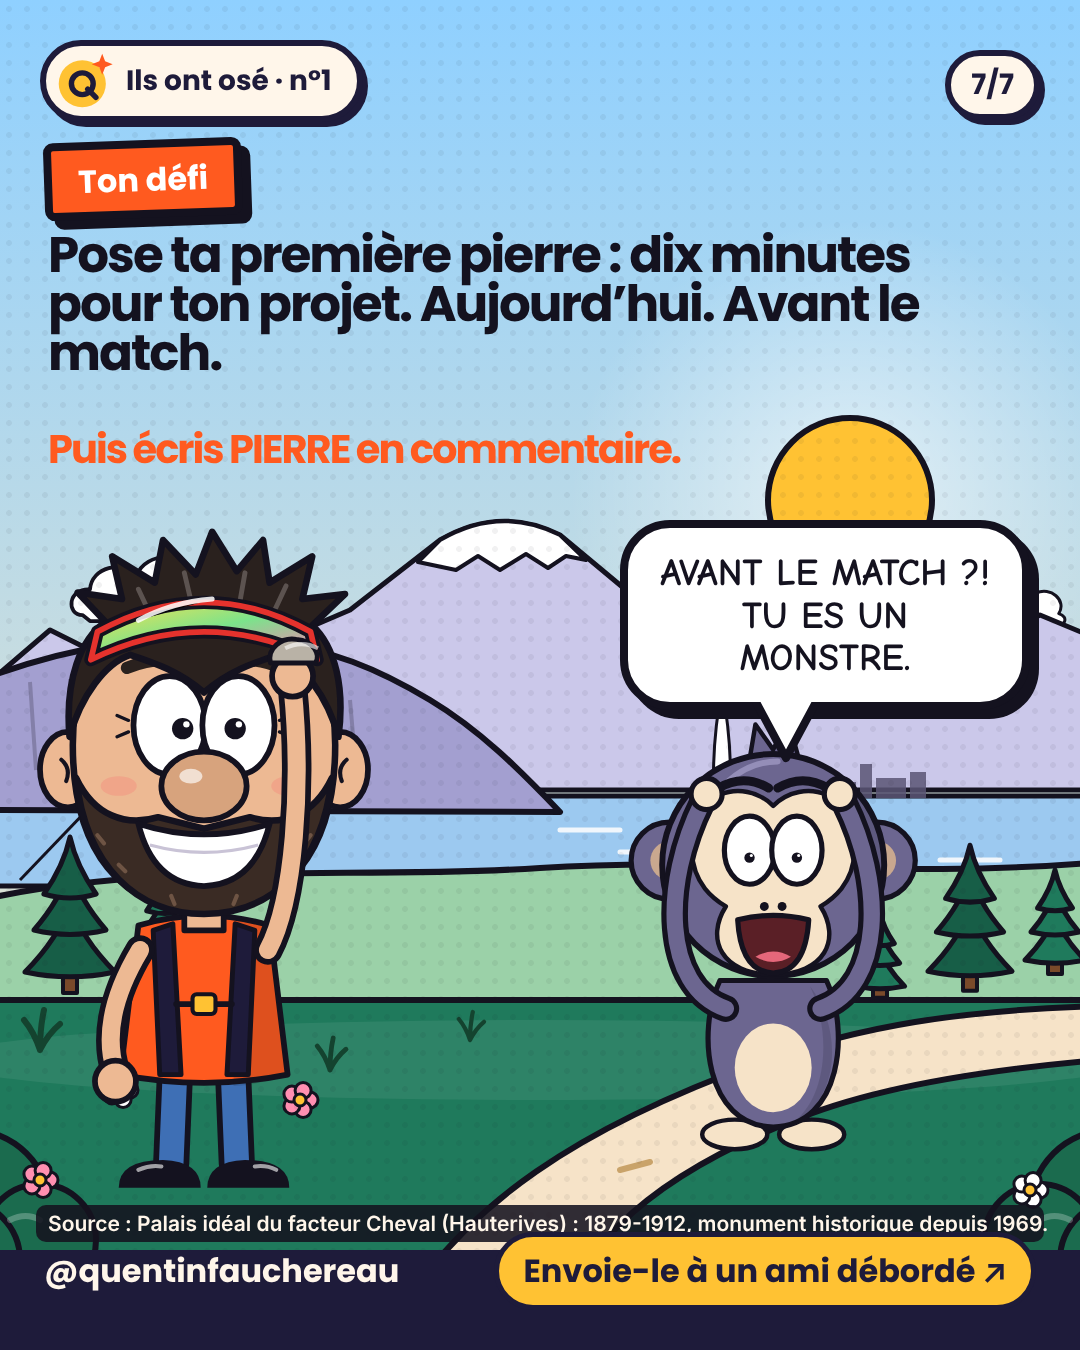 Q Ils ont osé · n°1
7/7
Ton défi
Pose ta première pierre : dix minutes
pour ton projet. Aujourd’hui. Avant le
match.
Puis écris PIERRE en commentaire.
AVANT LE MATCH ?!
TU ES UN
MONSTRE.
Source : Palais idéal du facteur Cheval (Hauterives) : 1879-1912, monument historique depuis 1969.
@quentinfauchereau
Envoie-le à un ami débordé ↗